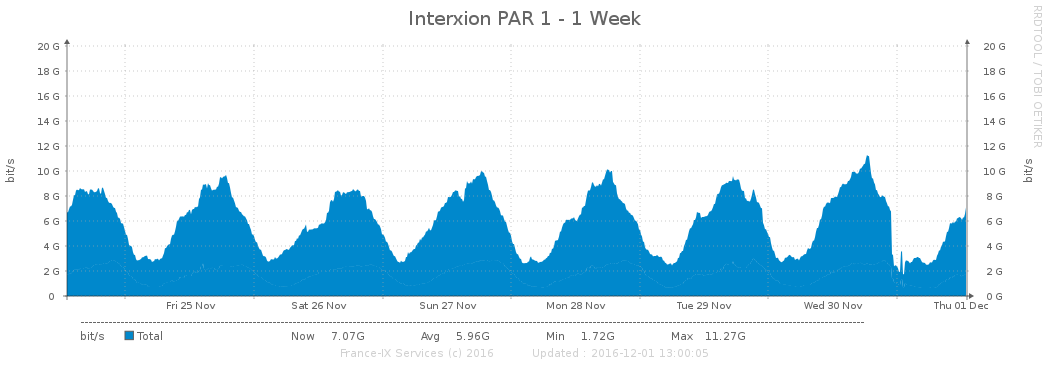 Interxion PAR 1 - 1 Week
RRDTOOL / TOBI OETIKER
bit/s
bit/s
20 G 20 G
18 G 18 G
16 G 16 G
14 G 14 G
12 G 12 G
10 G 10 G
8 G 8 G
6 G 6 G
4 G 4 G
2 G 2 G
0 0 G
Fri 25 Nov Sat 26 Nov Sun 27 Nov Mon 28 Nov Tue 29 Nov Wed 30 Nov Thu 01 Dec
bit/s Total Now 7.07G Avg 5.96G Min 1.72G Max 11.27G
France-IX Services (c) 2016 Updated : 2016-12-01 13:00:05